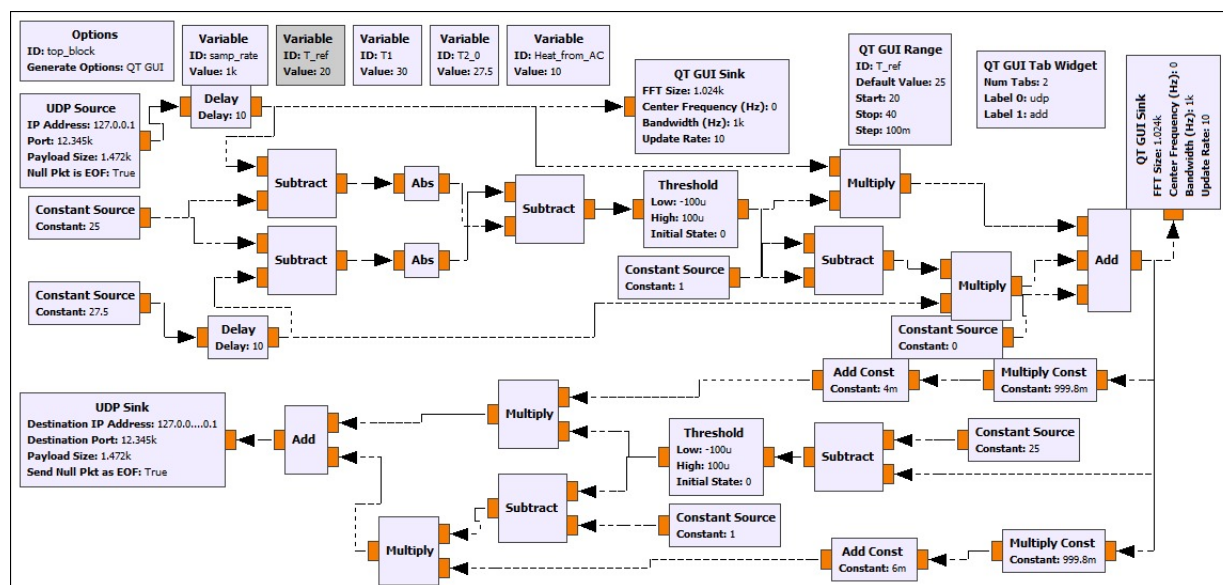 Options
ID: top_block
Generate Options: QT GUI
Variable
ID: samp_rate
Value: 1k
Variable
ID: T_ref
Value: 20
Variable
ID: T1
Value: 30
Variable
ID: T2_0
Value: 27.5
Variable
ID: Heat_from_AC
Value: 10
UDP Source
IP Address: 127.0.0.1
Port: 12.345k
Payload Size: 1.472k
Null Pkt is EOF: True
Delay
Delay: 10
QT GUI Sink
FFT Size: 1.024k
Center Frequency (Hz): 0
Bandwidth (Hz): 1k
Update Rate: 10
QT GUI Range
ID: T_ref
Default Value: 25
Start: 20
Stop: 40
Step: 100m
QT GUI Tab Widget
Num Tabs: 2
Label 0: udp
Label 1: add
QT GUI Sink
FFT Size: 1.024k
Center Frequency (Hz): 0
Bandwidth (Hz): 1k
Update Rate: 10
Constant Source
Constant: 25
Subtract
Abs
Subtract
Abs
Subtract
Threshold
Low: -100u
High: 100u
Initial State: 0
Multiply
Constant Source
Constant: 1
Subtract
Multiply
Add
Constant Source
Constant: 27.5
Delay
Delay: 10
Constant Source
Constant: 0
Add Const
Constant: 4m
Multiply Const
Constant: 999.8m
UDP Sink
Destination IP Address: 127.0.0....0.1
Destination Port: 12.345k
Payload Size: 1.472k
Send Null Pkt as EOF: True
Add
Multiply
Threshold
Low: -100u
High: 100u
Initial State: 0
Subtract
Constant Source
Constant: 25
Subtract
Constant Source
Constant: 1
Multiply
Add Const
Constant: 6m
Multiply Const
Constant: 999.8m